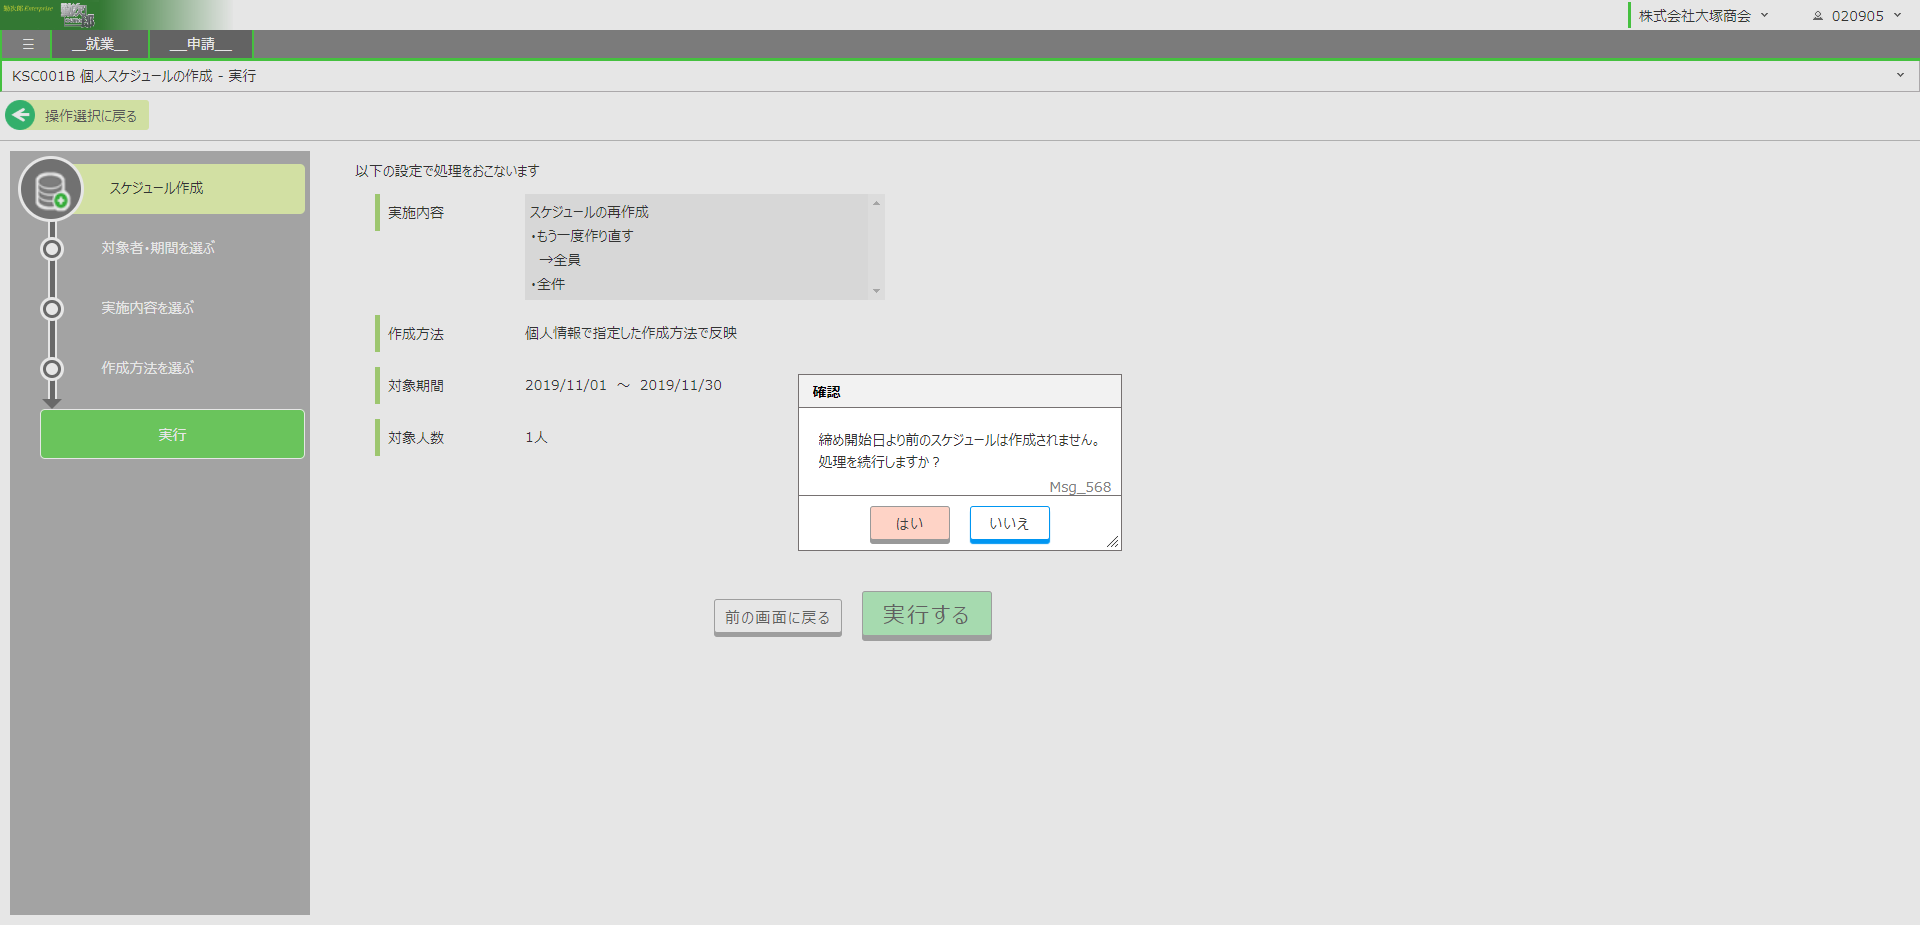 勤次郎 Enterprise
株式会社大塚商会
020905
__就業__
__申請__
KSC001B 個人スケジュールの作成 - 実行
操作選択に戻る
スケジュール作成
対象者・期間を選ぶ
実施内容を選ぶ
作成方法を選ぶ
実行
以下の設定で処理をおこないます
実施内容
スケジュールの再作成
・もう一度作り直す
→全員
・全件
作成方法
個人情報で指定した作成方法で反映
対象期間
2019/11/01 ～ 2019/11/30
対象人数
1人
確認
締め開始日より前のスケジュールは作成されません。
処理を続行しますか？
Msg_568
はい
いいえ
前の画面に戻る
実行する